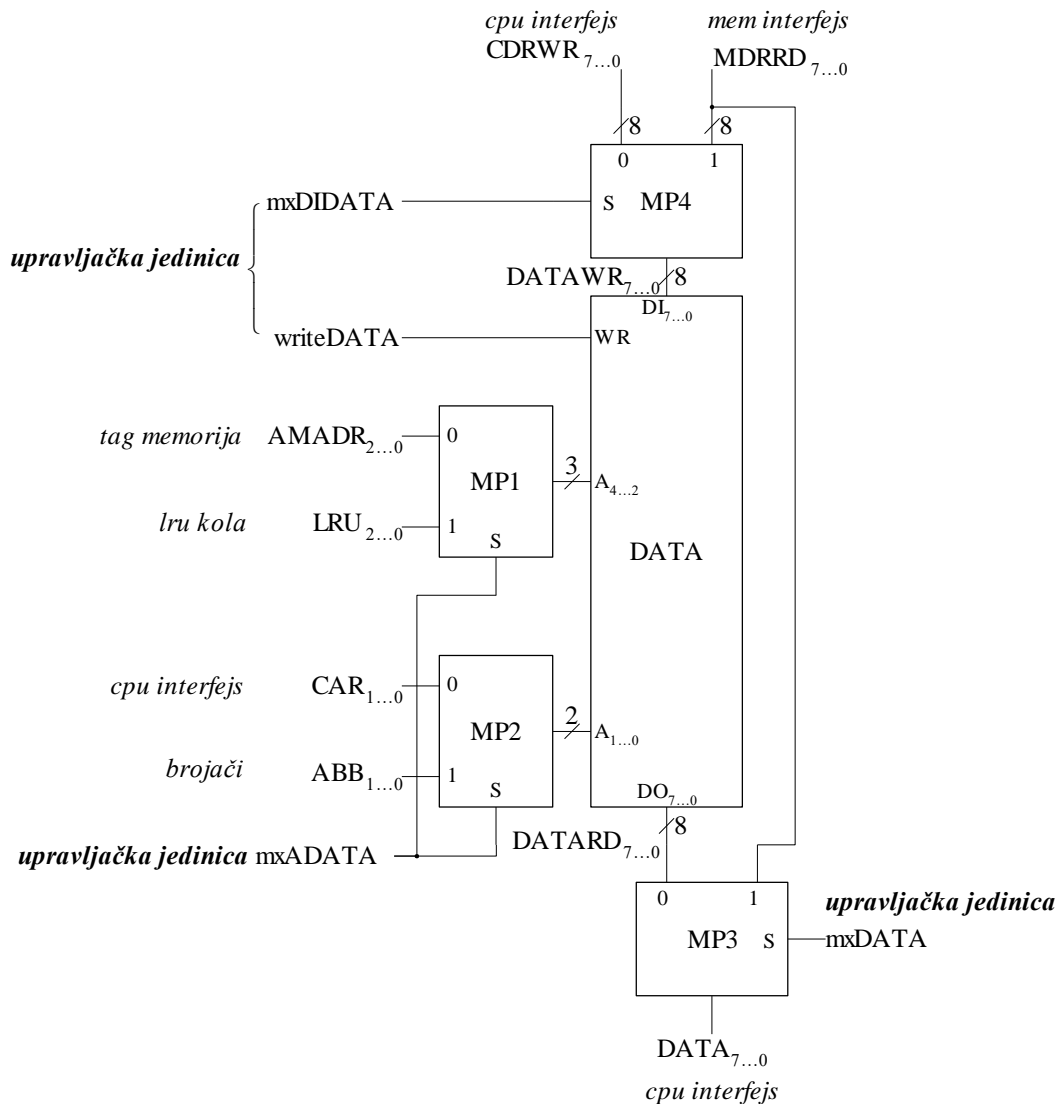 cpu interfejs mem interfejs
CDRWR7...0 MDRRD7...0
8 8
0 1
mxDIDATA S MP4
upravljačka jedinica
DATAWR7...0 8
DI7...0
writeDATA WR
tag memorija AMADR2...0 0
MP1 3 A4...2
lru kola LRU2...0 1
S
DATA
cpu interfejs CAR1...0 0
MP2 2 A1...0
brojači ABB1...0 1
S
DO7...0
DATARD7...0 8
upravljačka jedinica mxADATA
0 1
upravljačka jedinica
MP3 S mxDATA
DATA7...0
cpu interfejs